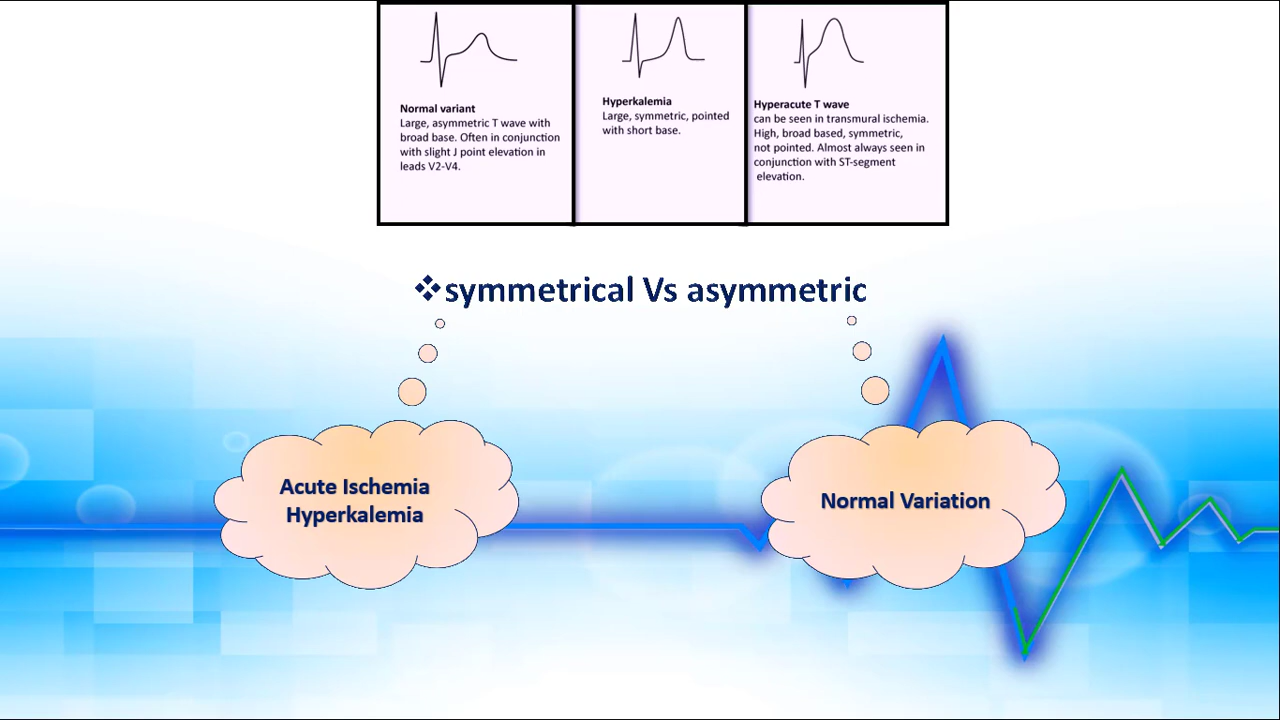 Normal variant
Large, asymmetric T wave with
broad base. Often in conjunction
with slight J point elevation in
leads V2-V4.
Hyperkalemia
Large, symmetric, pointed
with short base.
Hyperacute T wave
can be seen in transmural ischemia.
High, broad based, symmetric,
not pointed. Almost always seen in
conjunction with ST-segment
elevation.
❖symmetrical Vs asymmetric
Acute Ischemia
Hyperkalemia
Normal Variation